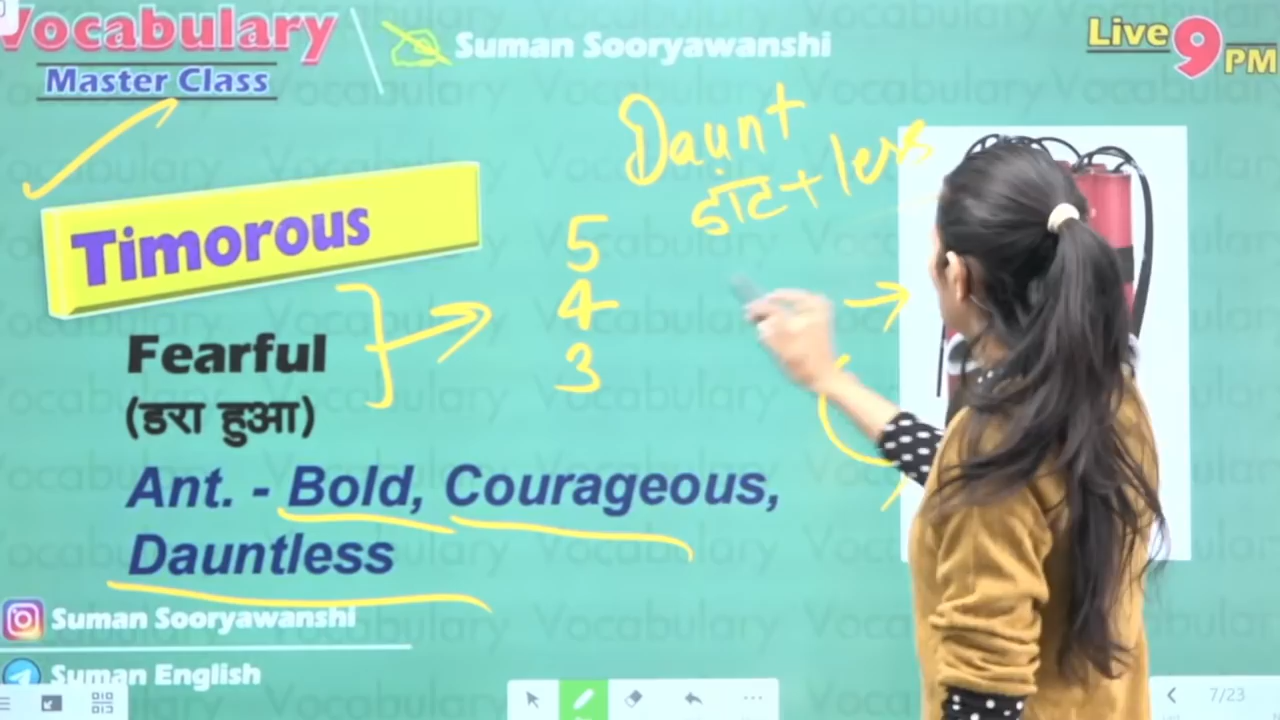 Vocabulary
Master Class
Suman Sooryawanshi
Live 9 PM
Daunt
डाट + less
Timorous
5
4
3
Fearful
(डरा हुआ)
Ant. - Bold, Courageous,
Dauntless
Suman Sooryawanshi
Suman English
7/23